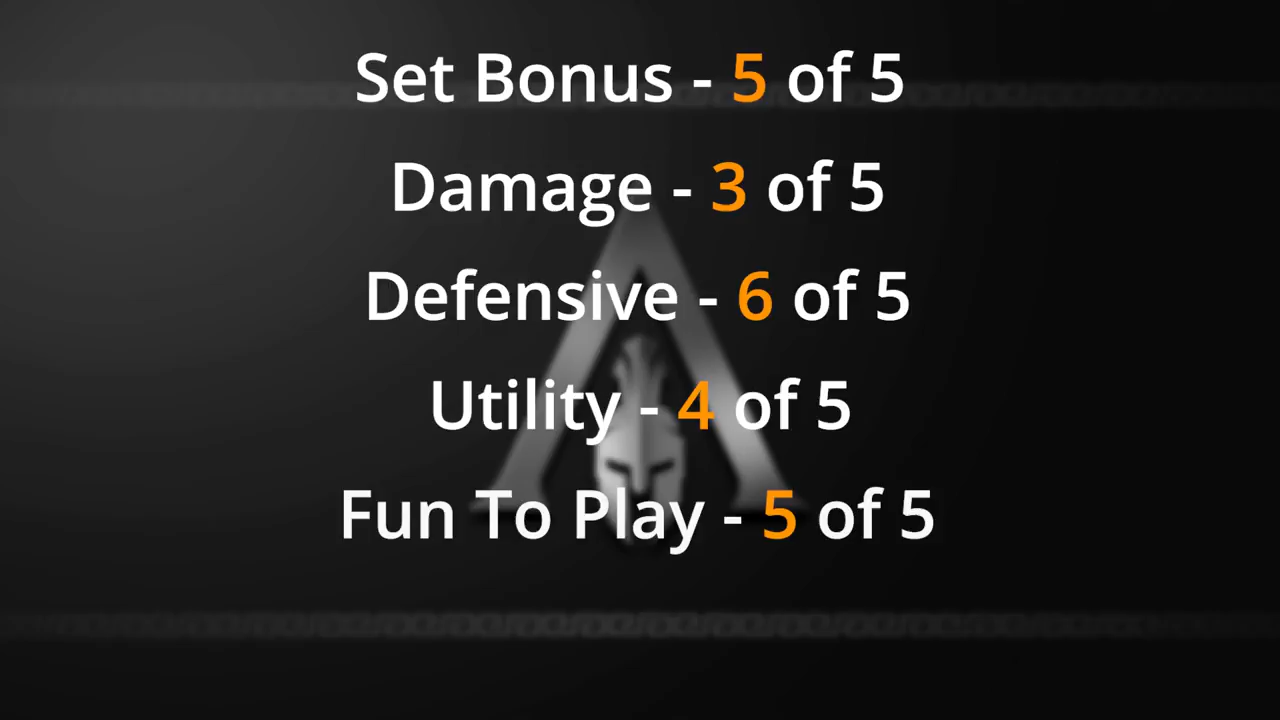 Set Bonus - 5 of 5
Damage - 3 of 5
Defensive - 6 of 5
Utility - 4 of 5
Fun To Play - 5 of 5